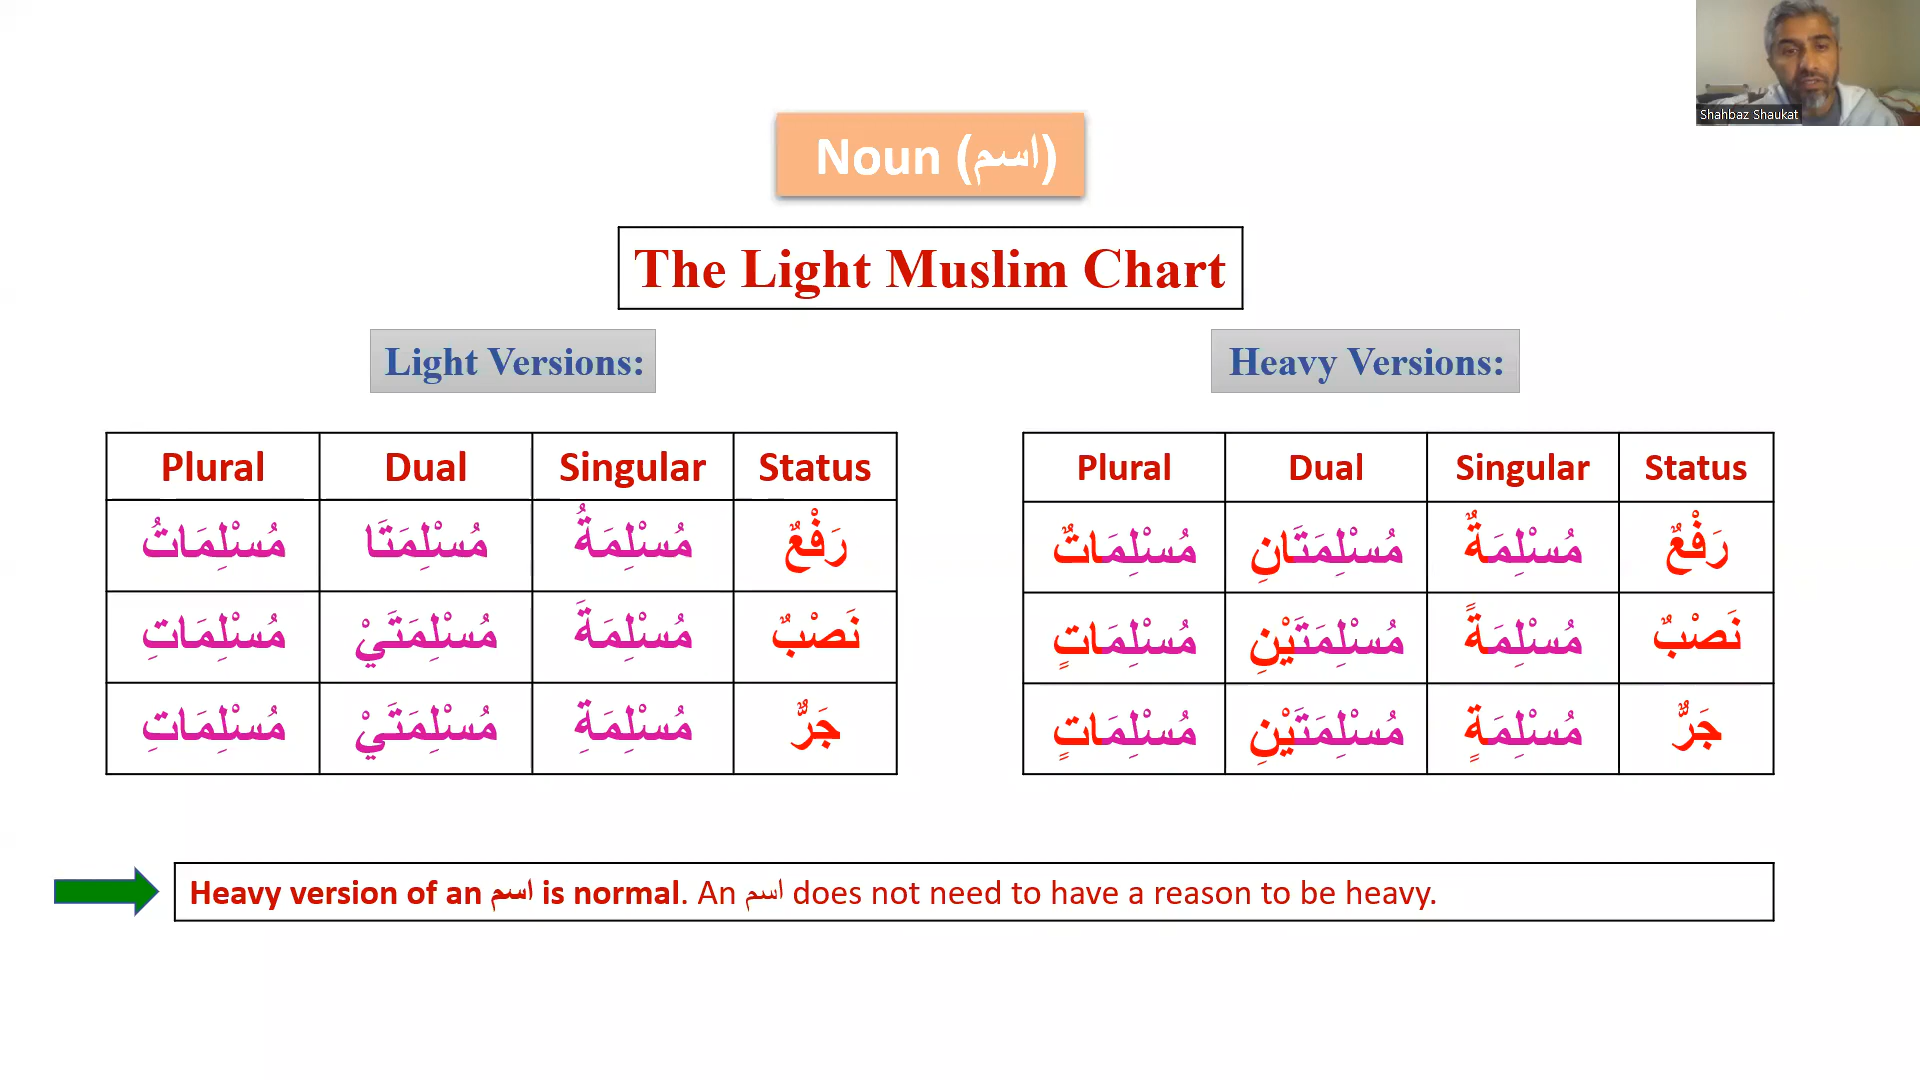 Shahbaz Shaukat
Noun (اسم)
The Light Muslim Chart
Light Versions:
Heavy Versions:
Plural Dual Singular Status
مُسْلِمَاتُ مُسْلِمَتَا مُسْلِمَةُ رَفْعٌ
مُسْلِمَاتِ مُسْلِمَتَيْ مُسْلِمَةَ نَصْبٌ
مُسْلِمَاتِ مُسْلِمَتَيْ مُسْلِمَةِ جَرٌّ
Plural Dual Singular Status
مُسْلِمَاتٌ مُسْلِمَتَانِ مُسْلِمَةٌ رَفْعٌ
مُسْلِمَاتٍ مُسْلِمَتَيْنِ مُسْلِمَةً نَصْبٌ
مُسْلِمَاتٍ مُسْلِمَتَيْنِ مُسْلِمَةٍ جَرٌّ
Heavy version of an اسم is normal. An اسم does not need to have a reason to be heavy.